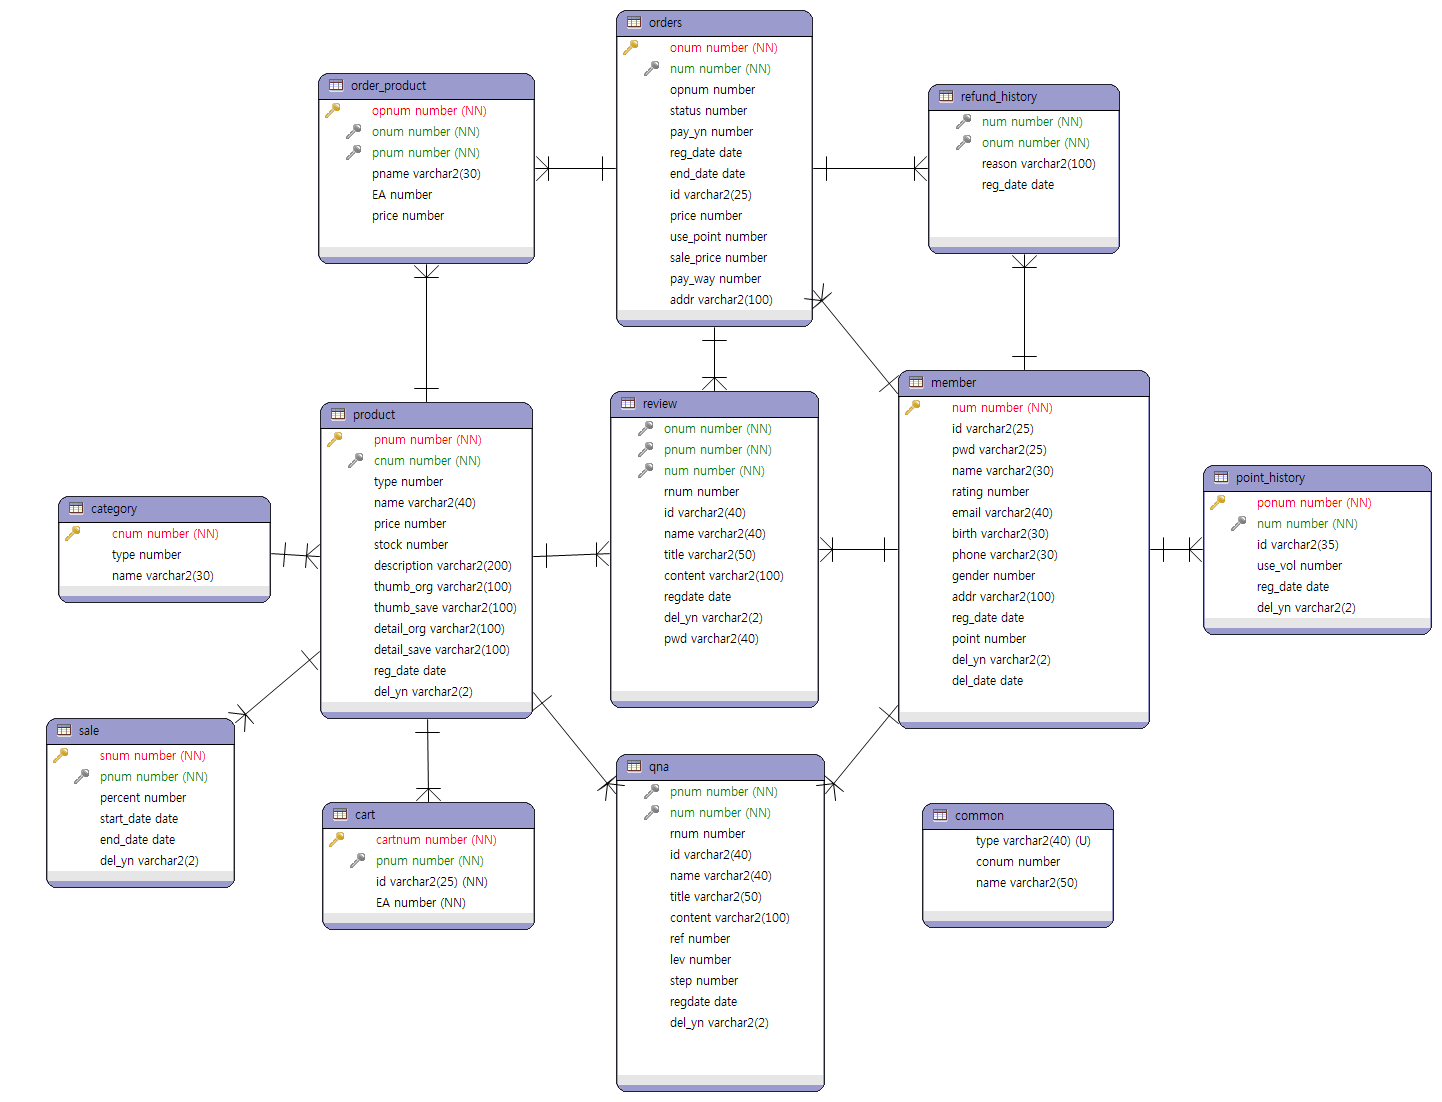 orders
onum number (NN)
num number (NN)
opnum number
status number
pay_yn number
reg_date date
end_date date
id varchar2(25)
price number
use_point number
sale_price number
pay_way number
addr varchar2(100)
order_product
opnum number (NN)
onum number (NN)
pnum number (NN)
pname varchar2(30)
EA number
price number
refund_history
num number (NN)
onum number (NN)
reason varchar2(100)
reg_date date
product
pnum number (NN)
cnum number (NN)
type number
name varchar2(40)
price number
stock number
description varchar2(200)
thumb_org varchar2(100)
thumb_save varchar2(100)
detail_org varchar2(100)
detail_save varchar2(100)
reg_date date
del_yn varchar2(2)
review
onum number (NN)
pnum number (NN)
num number (NN)
rnum number
id varchar2(40)
name varchar2(40)
title varchar2(50)
content varchar2(100)
regdate date
del_yn varchar2(2)
pwd varchar2(40)
member
num number (NN)
id varchar2(25)
pwd varchar2(25)
name varchar2(30)
rating number
email varchar2(40)
birth varchar2(30)
phone varchar2(30)
gender number
addr varchar2(100)
reg_date date
point number
del_yn varchar2(2)
del_date date
point_history
ponum number (NN)
num number (NN)
id varchar2(35)
use_vol number
reg_date date
del_yn varchar2(2)
category
cnum number (NN)
type number
name varchar2(30)
sale
snum number (NN)
pnum number (NN)
percent number
start_date date
end_date date
del_yn varchar2(2)
cart
cartnum number (NN)
pnum number (NN)
id varchar2(25) (NN)
EA number (NN)
qna
pnum number (NN)
num number (NN)
rnum number
id varchar2(40)
name varchar2(40)
title varchar2(50)
content varchar2(100)
ref number
lev number
step number
regdate date
del_yn varchar2(2)
common
type varchar2(40) (U)
conum number
name varchar2(50)